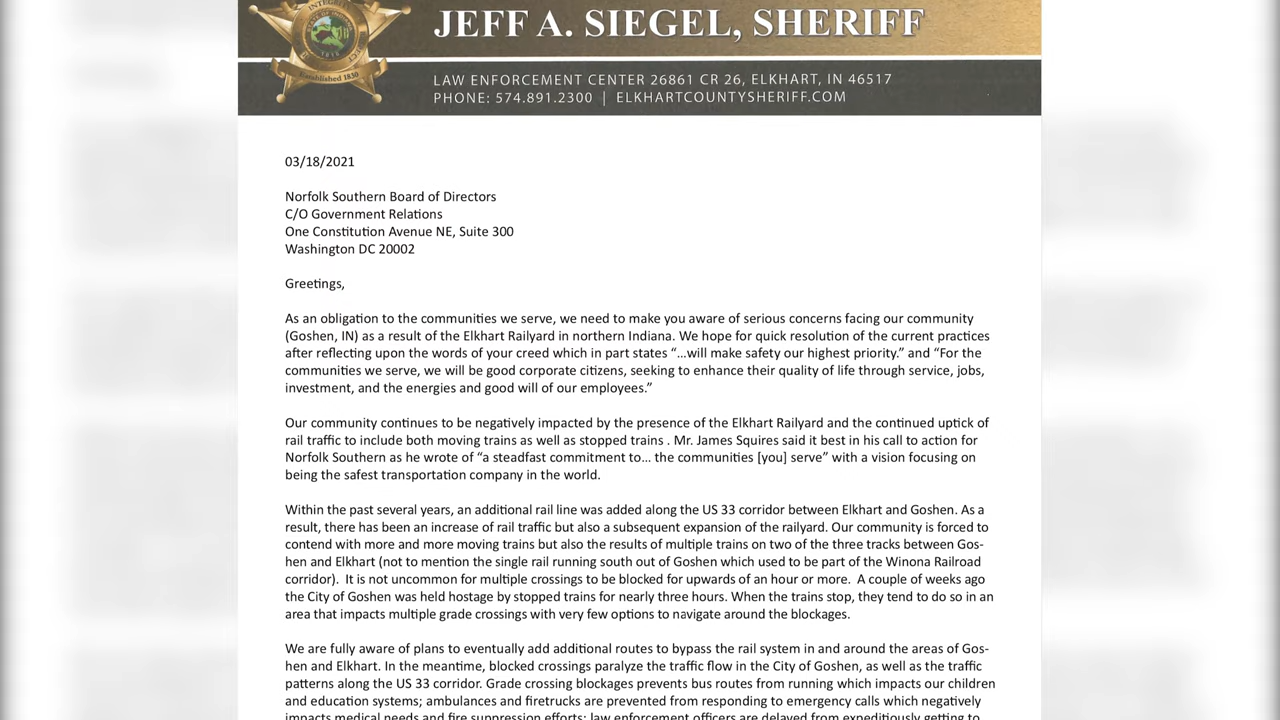 INTEGRITY
1816
Established 1830
JEFF A. SIEGEL, SHERIFF
LAW ENFORCEMENT CENTER 26861 CR 26, ELKHART, IN 46517
PHONE: 574.891.2300 | ELKHARTCOUNTYSHERIFF.COM
03/18/2021
Norfolk Southern Board of Directors
C/O Government Relations
One Constitution Avenue NE, Suite 300
Washington DC 20002
Greetings,
As an obligation to the communities we serve, we need to make you aware of serious concerns facing our community
(Goshen, IN) as a result of the Elkhart Railyard in northern Indiana. We hope for quick resolution of the current practices
after reflecting upon the words of your creed which in part states “...will make safety our highest priority.” and “For the
communities we serve, we will be good corporate citizens, seeking to enhance their quality of life through service, jobs,
investment, and the energies and good will of our employees.”
Our community continues to be negatively impacted by the presence of the Elkhart Railyard and the continued uptick of
rail traffic to include both moving trains as well as stopped trains . Mr. James Squires said it best in his call to action for
Norfolk Southern as he wrote of “a steadfast commitment to... the communities [you] serve” with a vision focusing on
being the safest transportation company in the world.
Within the past several years, an additional rail line was added along the US 33 corridor between Elkhart and Goshen. As a
result, there has been an increase of rail traffic but also a subsequent expansion of the railyard. Our community is forced to
contend with more and more moving trains but also the results of multiple trains on two of the three tracks between Gos-
hen and Elkhart (not to mention the single rail running south out of Goshen which used to be part of the Winona Railroad
corridor).  It is not uncommon for multiple crossings to be blocked for upwards of an hour or more.  A couple of weeks ago
the City of Goshen was held hostage by stopped trains for nearly three hours. When the trains stop, they tend to do so in an
area that impacts multiple grade crossings with very few options to navigate around the blockages.
We are fully aware of plans to eventually add additional routes to bypass the rail system in and around the areas of Gos-
hen and Elkhart. In the meantime, blocked crossings paralyze the traffic flow in the City of Goshen, as well as the traffic
patterns along the US 33 corridor. Grade crossing blockages prevents bus routes from running which impacts our children
and education systems; ambulances and firetrucks are prevented from responding to emergency calls which negatively
impacts medical needs and fire suppression efforts; law enforcement officers are delayed from expeditiously getting to